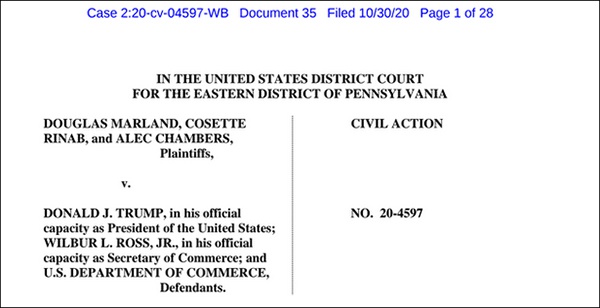 Case 2:20-cv-04597-WB Document 35 Filed 10/30/20 Page 1 of 28
IN THE UNITED STATES DISTRICT COURT
FOR THE EASTERN DISTRICT OF PENNSYLVANIA
DOUGLAS MARLAND, COSETTE
RINAB, and ALEC CHAMBERS,
Plaintiffs,
v.
DONALD J. TRUMP, in his official
capacity as President of the United States;
WILBUR L. ROSS, JR., in his official
capacity as Secretary of Commerce; and
U.S. DEPARTMENT OF COMMERCE,
Defendants.
CIVIL ACTION
NO. 20-4597